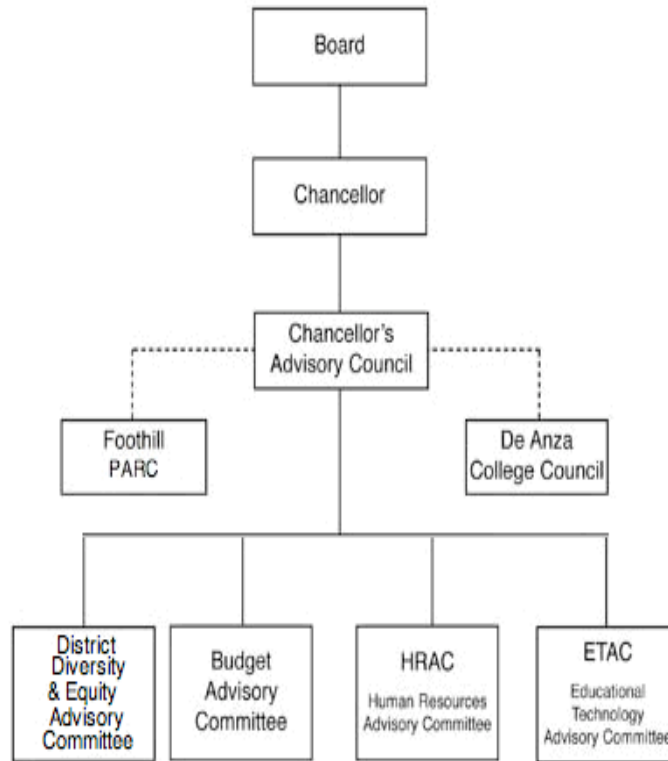 Board
Chancellor
Chancellor's
Advisory Council
Foothill
PARC
De Anza
College Council
District
Diversity
& Equity
Advisory
Committee
Budget
Advisory
Committee
HRAC
Human Resources
Advisory Committee
ETAC
Educational
Technology
Advisory Committee